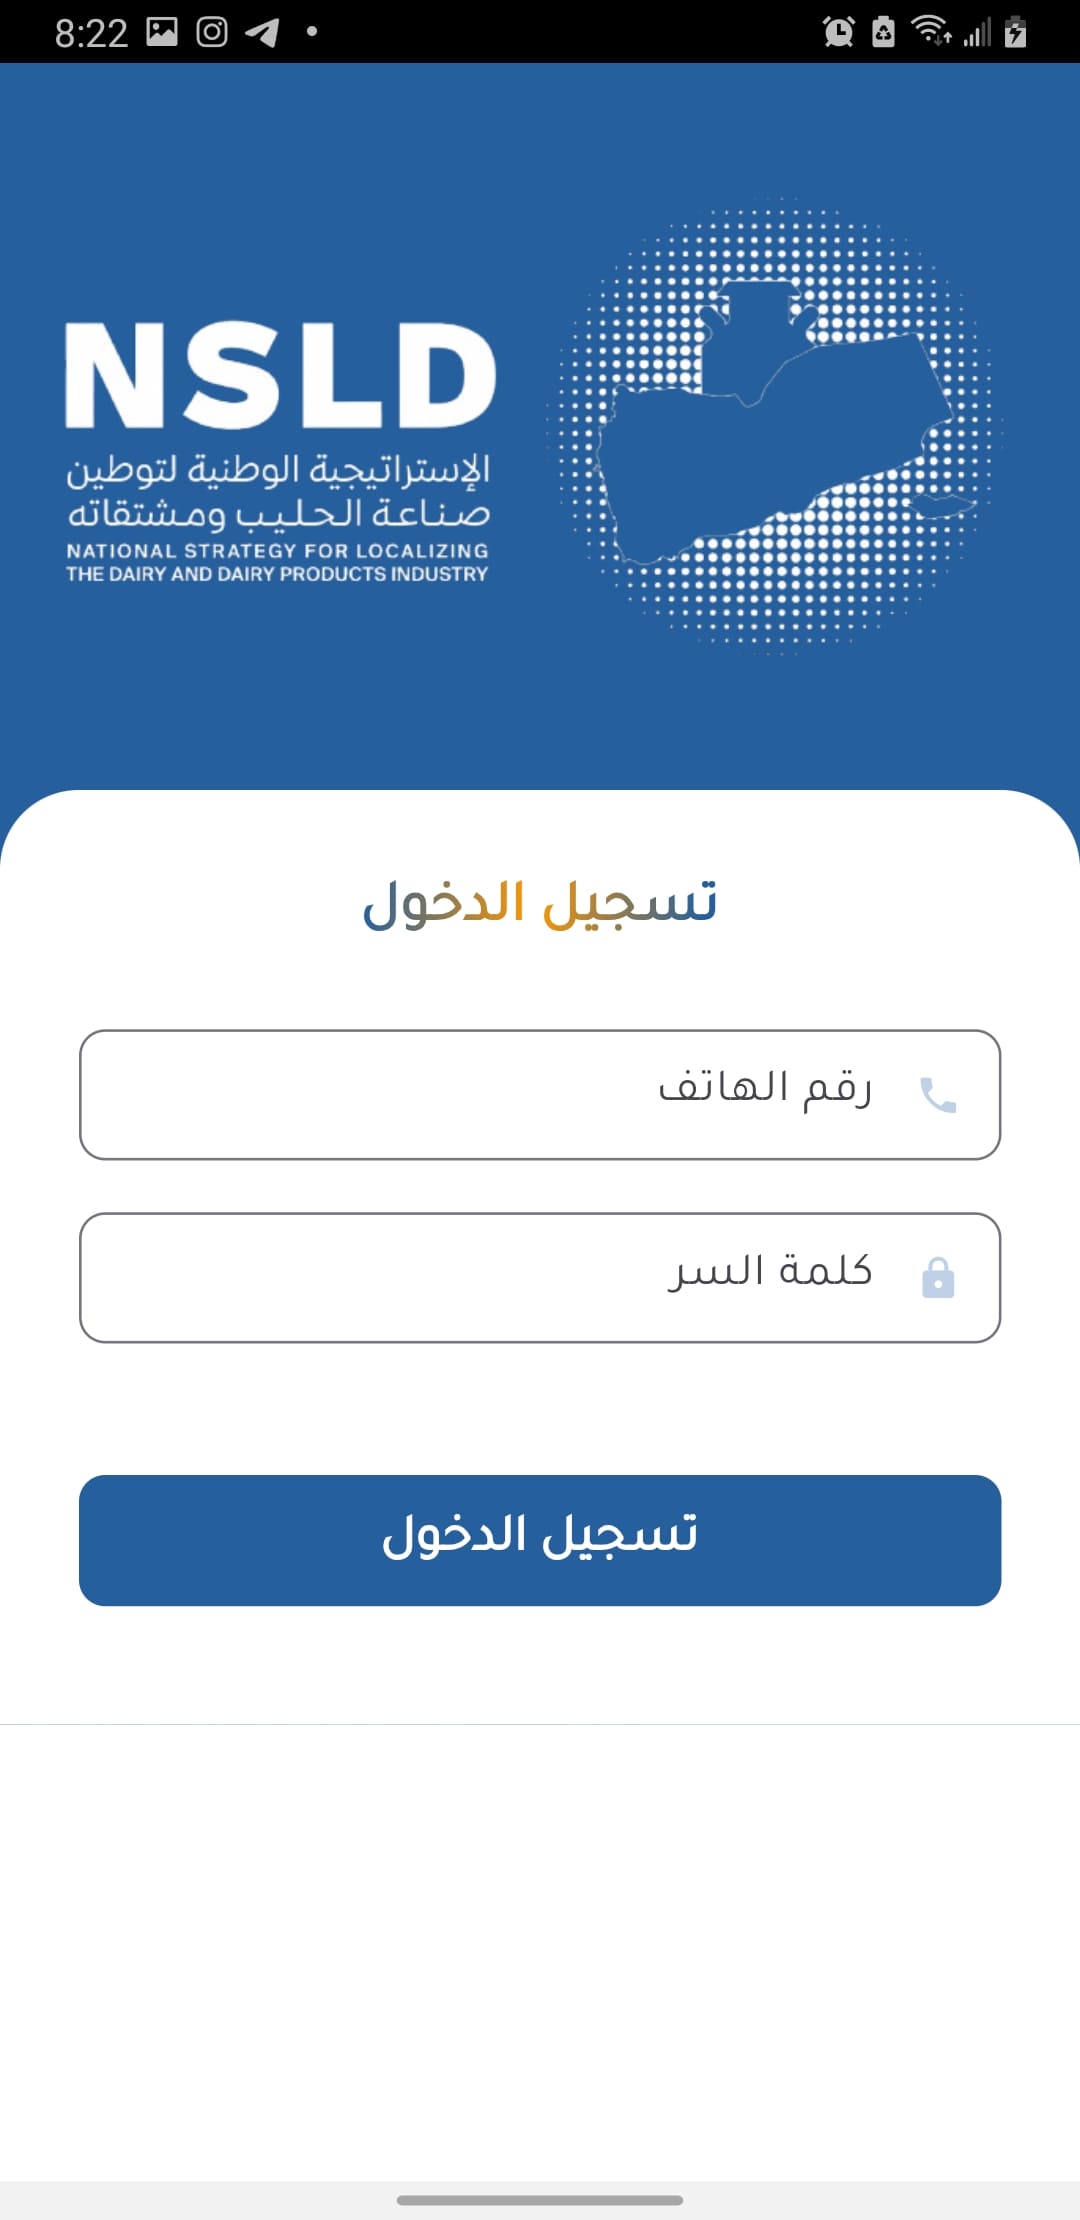 8:22
NSLD
الإستراتيجية الوطنية لتوطين
صناعة الحليب ومشتقاته
NATIONAL STRATEGY FOR LOCALIZING
THE DAIRY AND DAIRY PRODUCTS INDUSTRY
تسجيل الدخول
رقم الهاتف
كلمة السر
تسجيل الدخول